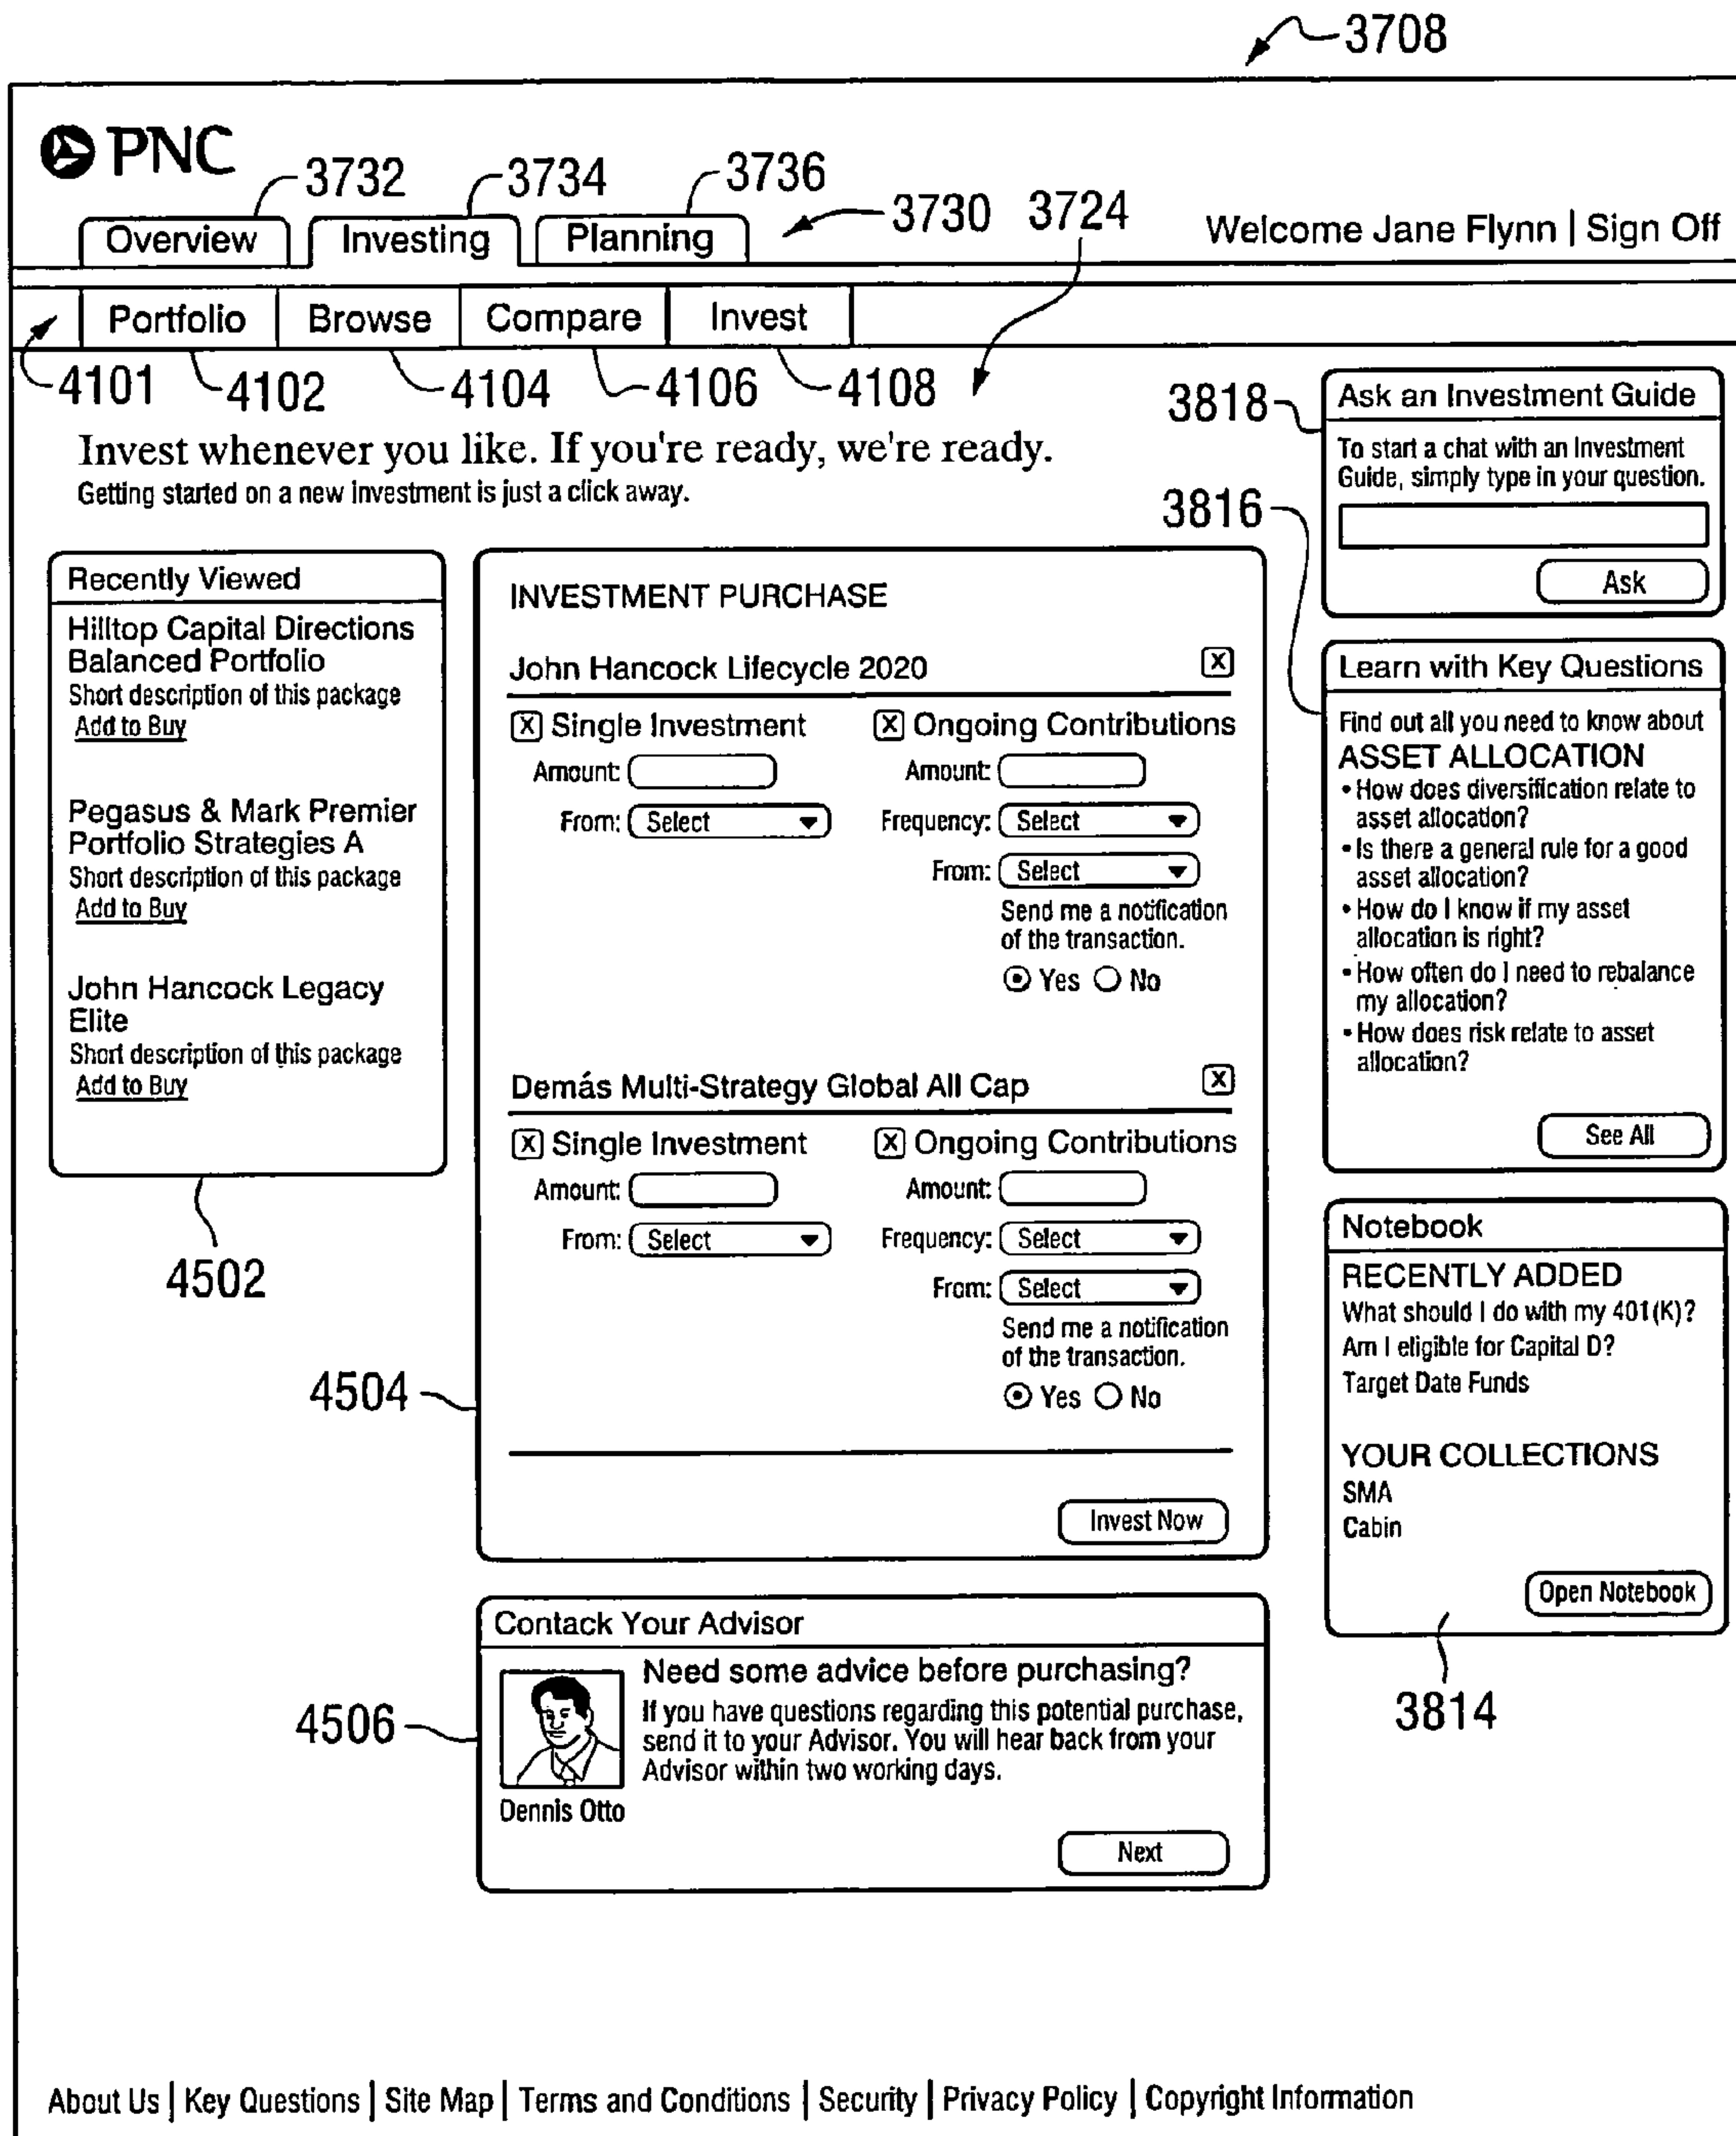 3708
PNC
3732
3734
3736
3730
3724
Overview
Investing
Planning
Welcome Jane Flynn | Sign Off
Portfolio
Browse
Compare
Invest
4101
4102
4104
4106
4108
Invest whenever you like. If you're ready, we're ready.
Getting started on a new investment is just a click away.
Recently Viewed
Hilltop Capital Directions
Balanced Portfolio
Short description of this package
Add to Buy
Pegasus & Mark Premier
Portfolio Strategies A
Short description of this package
Add to Buy
John Hancock Legacy
Elite
Short description of this package
Add to Buy
4502
INVESTMENT PURCHASE
John Hancock Lifecycle 2020 X
X Single Investment
Amount:
From: Select
X Ongoing Contributions
Amount:
Frequency: Select
From: Select
Send me a notification
of the transaction.
Yes No
Demás Multi-Strategy Global All Cap X
X Single Investment
Amount:
From: Select
X Ongoing Contributions
Amount:
Frequency: Select
From: Select
Send me a notification
of the transaction.
Yes No
Invest Now
4504
Contack Your Advisor
Need some advice before purchasing?
If you have questions regarding this potential purchase,
send it to your Advisor. You will hear back from your
Advisor within two working days.
Dennis Otto
Next
4506
3818
Ask an Investment Guide
To start a chat with an Investment
Guide, simply type in your question.
Ask
3816
Learn with Key Questions
Find out all you need to know about
ASSET ALLOCATION
• How does diversification relate to
asset allocation?
• Is there a general rule for a good
asset allocation?
• How do I know if my asset
allocation is right?
• How often do I need to rebalance
my allocation?
• How does risk relate to asset
allocation?
See All
Notebook
RECENTLY ADDED
What should I do with my 401(K)?
Am I eligible for Capital D?
Target Date Funds
YOUR COLLECTIONS
SMA
Cabin
Open Notebook
3814
About Us | Key Questions | Site Map | Terms and Conditions | Security | Privacy Policy | Copyright Information